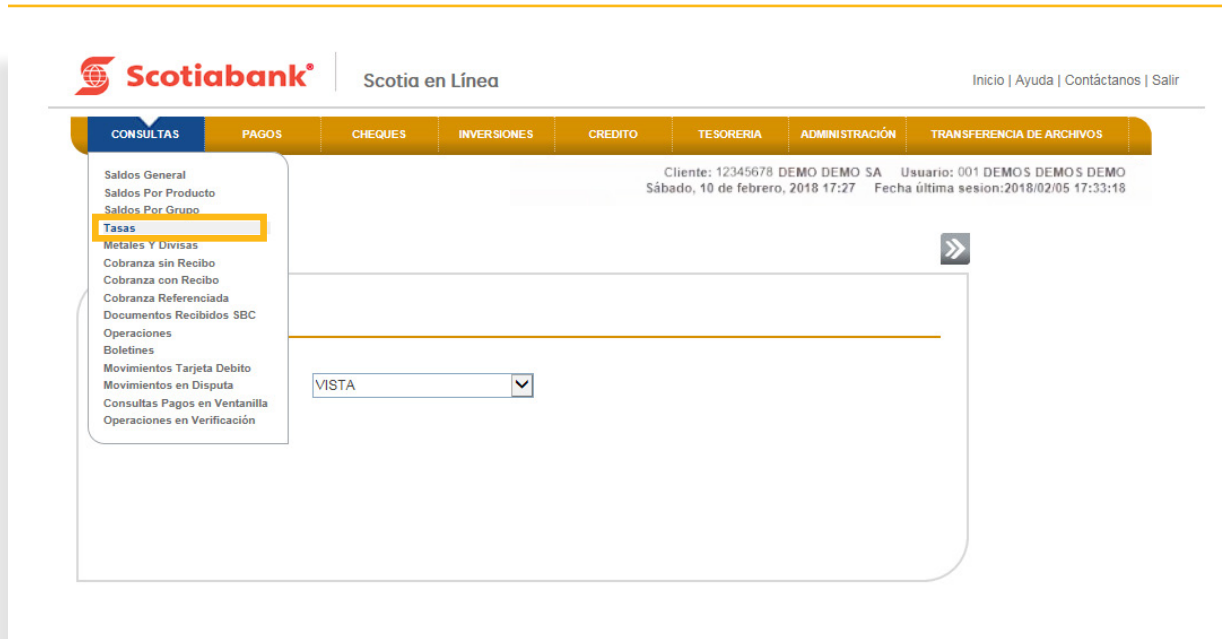 Scotiabank®
Scotia en Línea
Inicio | Ayuda | Contáctanos | Salir
CONSULTAS PAGOS CHEQUES INVERSIONES CREDITO TESORERIA ADMINISTRACIÓN TRANSFERENCIA DE ARCHIVOS
Cliente: 12345678 DEMO DEMO SA Usuario: 001 DEMOS DEMOS DEMO
Sábado, 10 de febrero, 2018 17:27 Fecha última sesion:2018/02/05 17:33:18
Saldos General
Saldos Por Producto
Saldos Por Grupo
Tasas
Metales Y Divisas
Cobranza sin Recibo
Cobranza con Recibo
Cobranza Referenciada
Documentos Recibidos SBC
Operaciones
Boletines
Movimientos Tarjeta Debito
Movimientos en Disputa
Consultas Pagos en Ventanilla
Operaciones en Verificación
VISTA